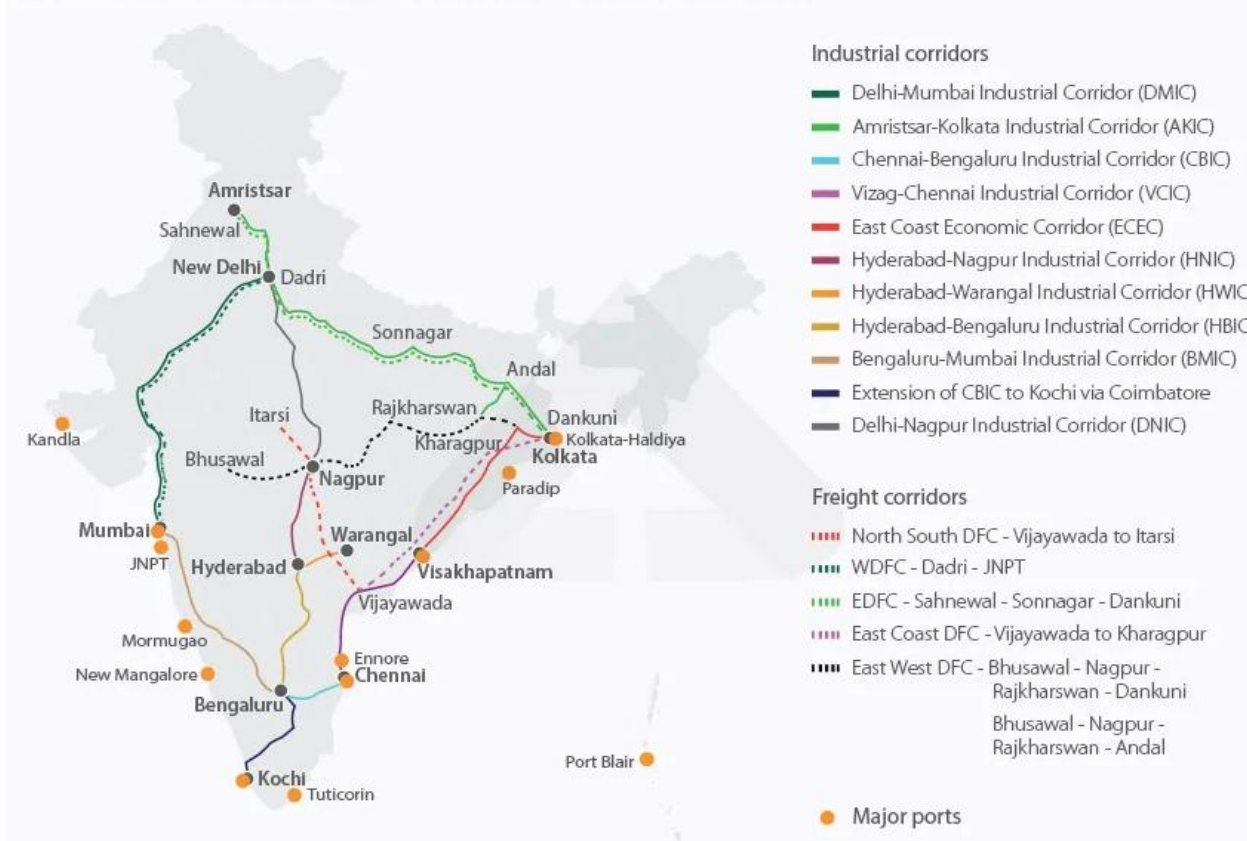 Amristsar
Sahnewal
New Delhi
Dadri
Sonnagar
Andal
Itarsi
Rajkharswan
Dankuni
Kandla
Kharagpur
Kolkata-Haldiya
Bhusawal
Kolkata
Nagpur
Paradip
Mumbai
Warangal
JNPT
Hyderabad
Visakhapatnam
Vijayawada
Mormugao
Ennore
New Mangalore
Chennai
Bengaluru
Port Blair
Kochi
Tuticorin
Industrial corridors
Delhi-Mumbai Industrial Corridor (DMIC)
Amristsar-Kolkata Industrial Corridor (AKIC)
Chennai-Bengaluru Industrial Corridor (CBIC)
Vizag-Chennai Industrial Corridor (VCIC)
East Coast Economic Corridor (ECEC)
Hyderabad-Nagpur Industrial Corridor (HNIC)
Hyderabad-Warangal Industrial Corridor (HWIC
Hyderabad-Bengaluru Industrial Corridor (HBIC
Bengaluru-Mumbai Industrial Corridor (BMIC)
Extension of CBIC to Kochi via Coimbatore
Delhi-Nagpur Industrial Corridor (DNIC)
Freight corridors
North South DFC - Vijayawada to Itarsi
WDFC - Dadri - JNPT
EDFC - Sahnewal - Sonnagar - Dankuni
East Coast DFC - Vijayawada to Kharagpur
East West DFC - Bhusawal - Nagpur -
Rajkharswan - Dankuni
Bhusawal - Nagpur -
Rajkharswan - Andal
Major ports